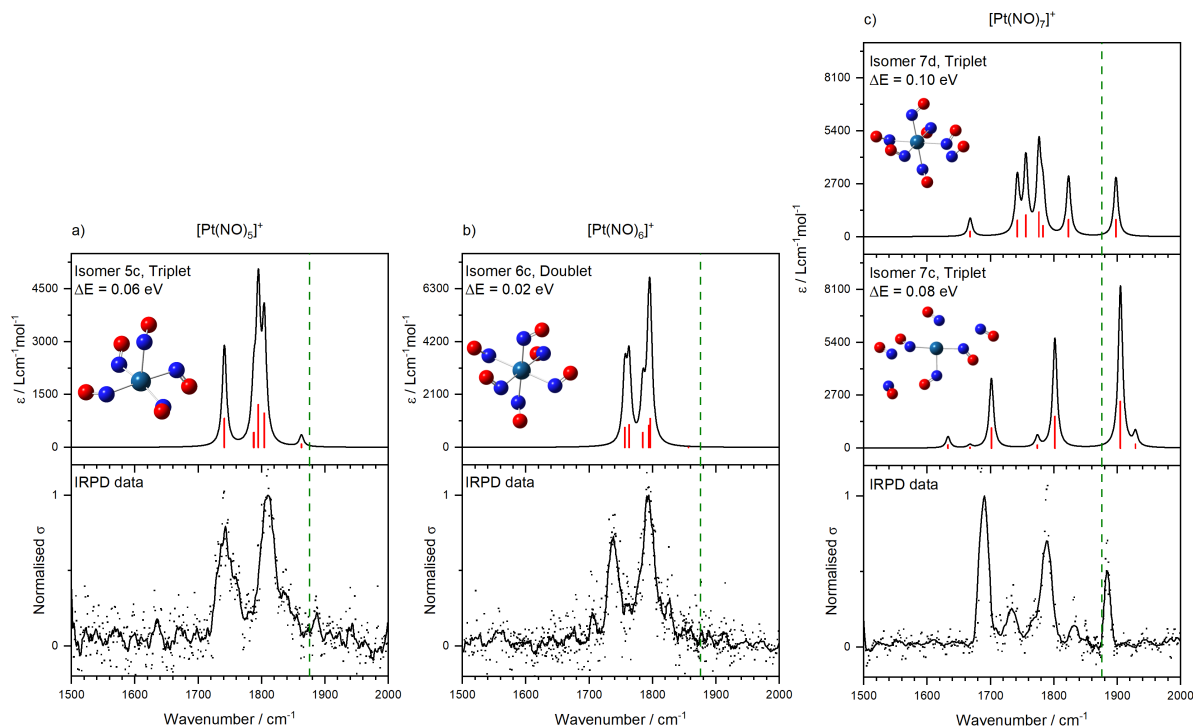 a)
[Pt(NO)₅]⁺
Isomer 5c, Triplet
ΔE = 0.06 eV
4500
3000
1500
0
ε / Lcm⁻¹mol⁻¹
IRPD data
1
0
Normalised σ
1500 1600 1700 1800 1900 2000
Wavenumber / cm⁻¹
b)
[Pt(NO)₆]⁺
Isomer 6c, Doublet
ΔE = 0.02 eV
6300
4200
2100
0
ε / Lcm⁻¹mol⁻¹
IRPD data
1
0
Normalised σ
1500 1600 1700 1800 1900 2000
Wavenumber / cm⁻¹
c)
[Pt(NO)₇]⁺
Isomer 7d, Triplet
ΔE = 0.10 eV
8100
5400
2700
0
ε / Lcm⁻¹mol⁻¹
Isomer 7c, Triplet
ΔE = 0.08 eV
8100
5400
2700
0
IRPD data
1
0
Normalised σ
1500 1600 1700 1800 1900 2000
Wavenumber / cm⁻¹